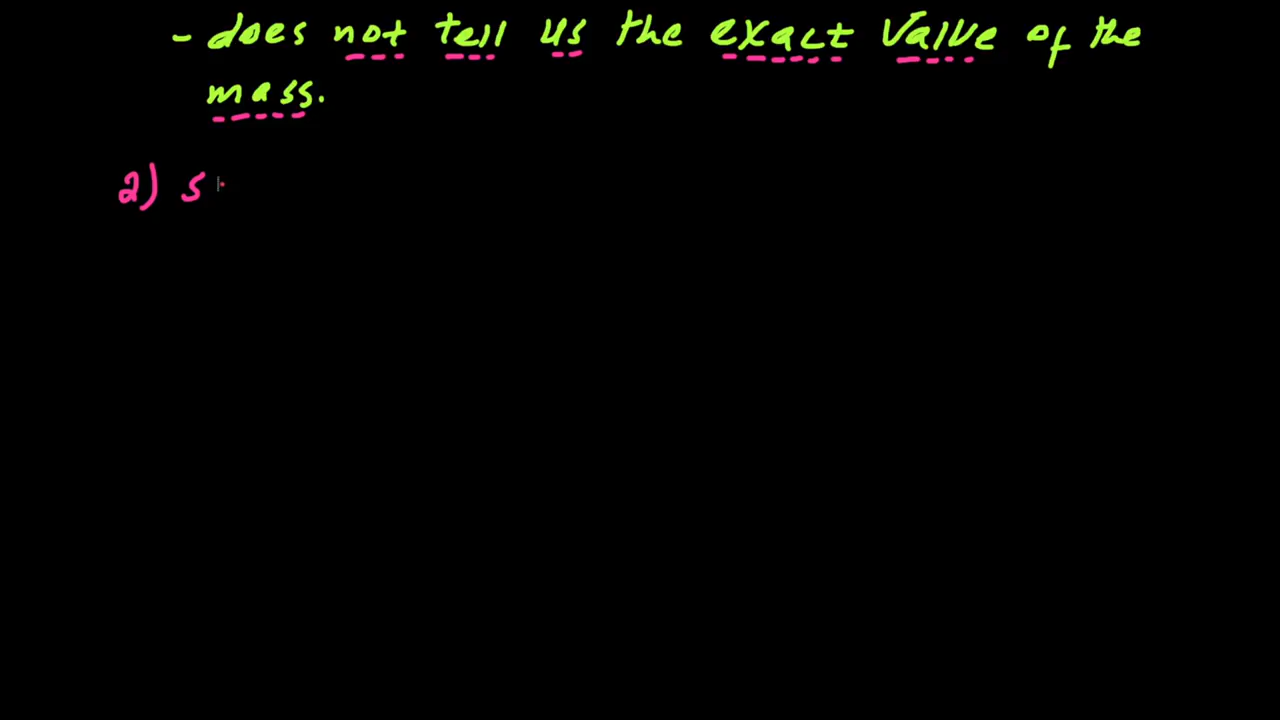 - does not tell us the exact Value of the
mass.
2) s